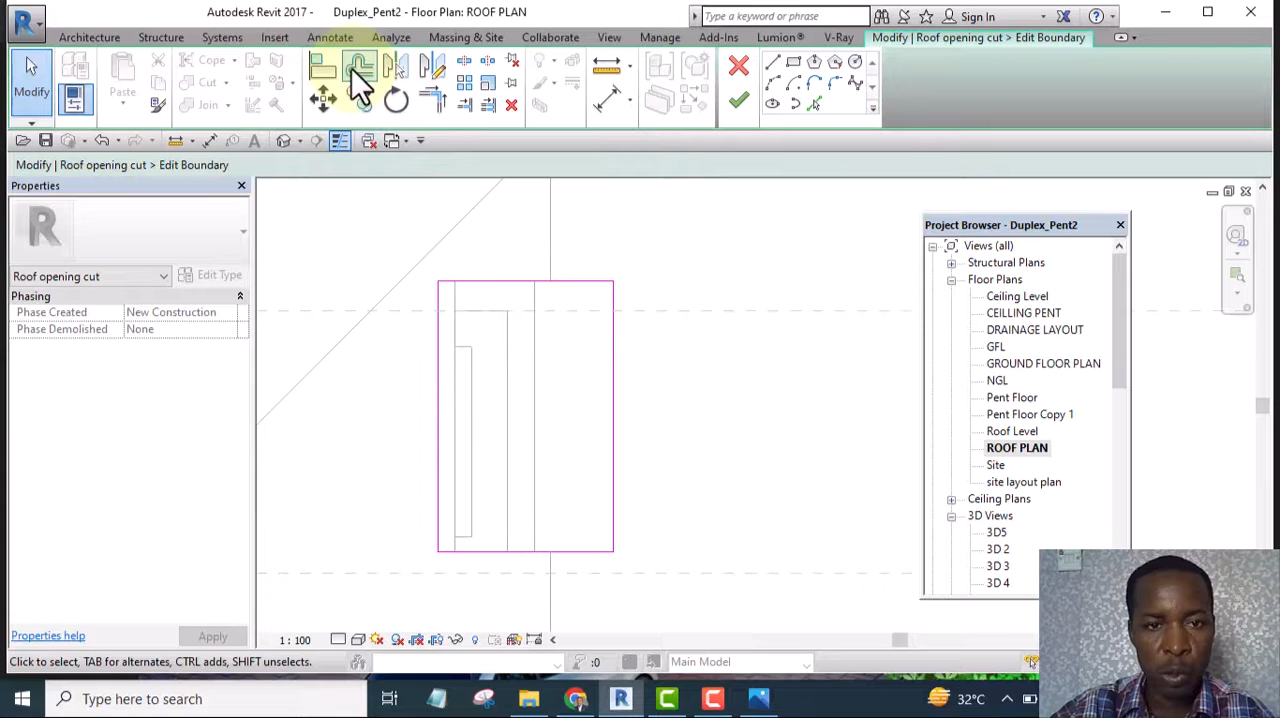 Autodesk Revit 2017 - Duplex_Pent2 - Floor Plan: ROOF PLAN
Type a keyword or phrase
Sign In
Architecture Structure Systems Insert Annotate Analyze Massing & Site Collaborate View Manage Add-Ins Lumion® V-Ray Modify | Roof opening cut > Edit Boundary
Cope
Cut
Modify Paste Join
Modify | Roof opening cut > Edit Boundary
Properties
Project Browser - Duplex_Pent2
Views (all)
Structural Plans
Roof opening cut
Edit Type
Floor Plans
Phasing
Ceiling Level
Phase Created New Construction
CEILLING PENT
Phase Demolished None
DRAINAGE LAYOUT
GFL
GROUND FLOOR PLAN
NGL
Pent Floor
Pent Floor Copy 1
Roof Level
ROOF PLAN
Site
site layout plan
Ceiling Plans
3D Views
3D5
3D 2
3D 3
3D 4
Properties help
Apply
1 : 100
Click to select, TAB for alternates, CTRL adds, SHIFT unselects.
:0
Main Model
Type here to search
32°C